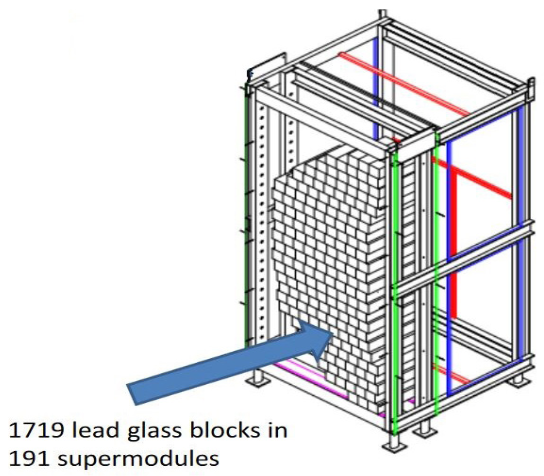 1719 lead glass blocks in
191 supermodules